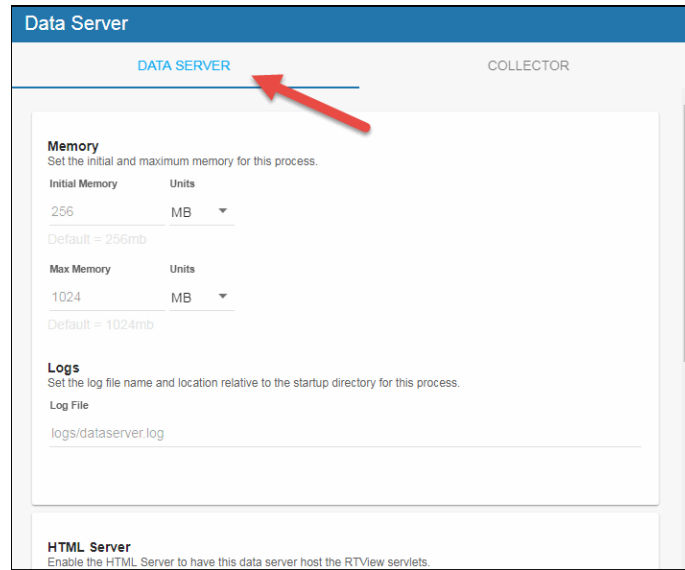 Data Server
DATA SERVER
COLLECTOR
Memory
Set the initial and maximum memory for this process.
Initial Memory Units
256 MB
Default = 256mb
Max Memory Units
1024 MB
Default = 1024mb
Logs
Set the log file name and location relative to the startup directory for this process.
Log File
logs/dataserver.log
HTML Server
Enable the HTML Server to have this data server host the RTView servlets.